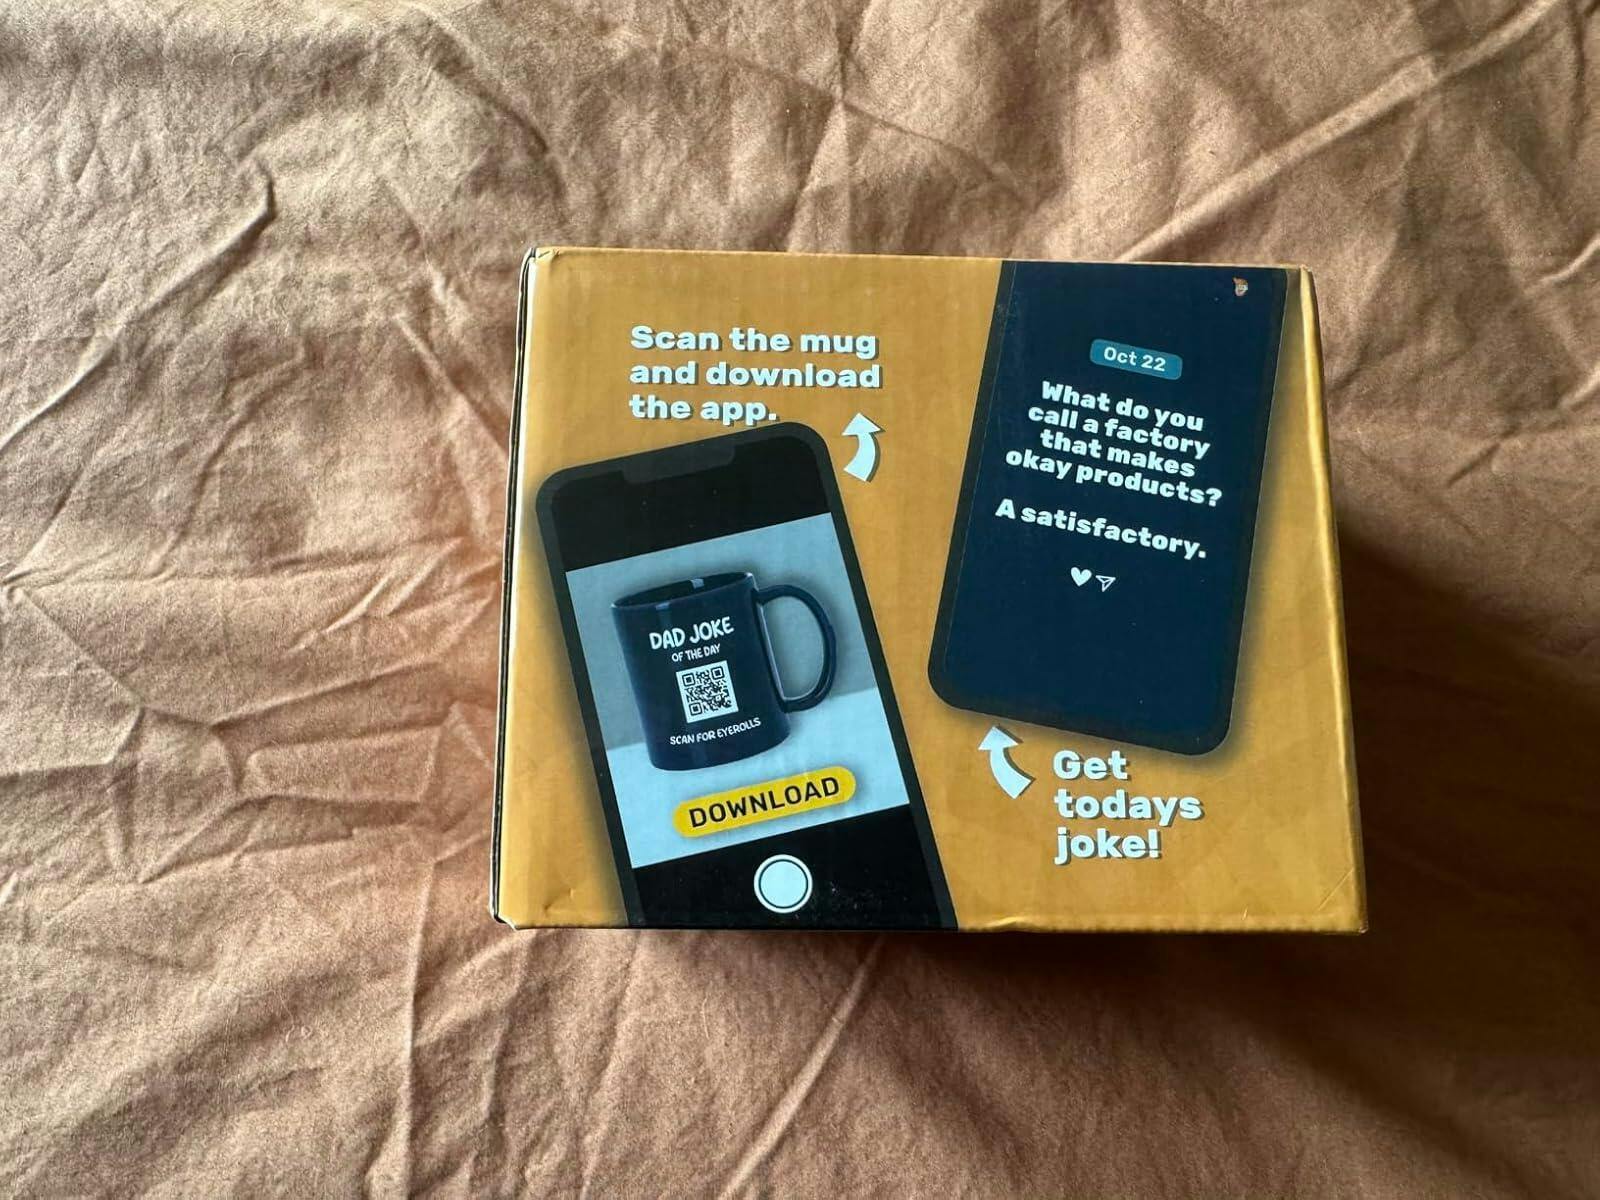 Scan the mug
and download
the app.
DAD JOKE
OF THE DAY
SCAN FOR EYEROLLS
DOWNLOAD
Oct 22
What do you
call a factory
that makes
okay products?
A satisfactory.
Get
todays
joke!